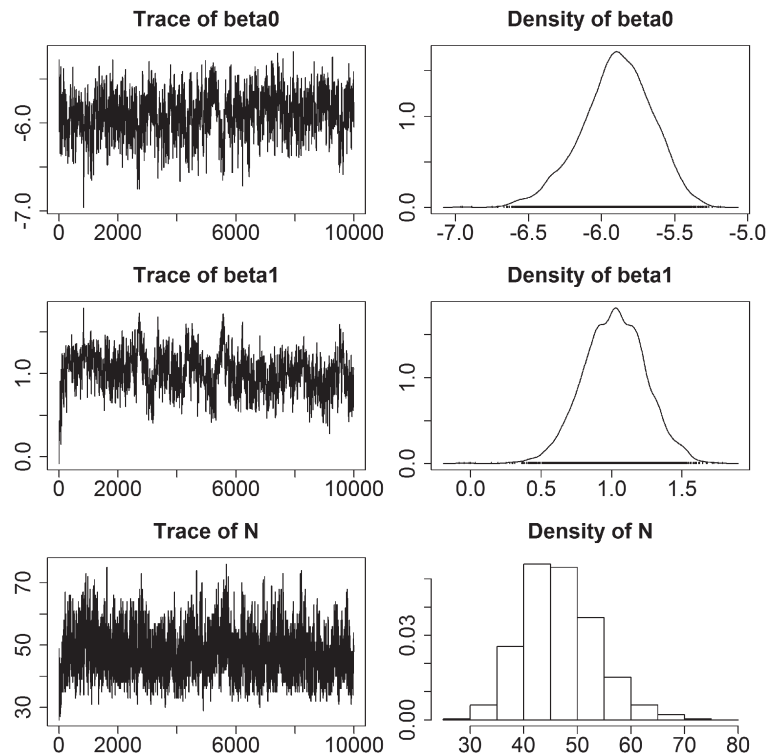 Trace of beta0
Density of beta0
-6.0
-7.0
0 2000 6000 10000
1.0
0.0
-7.0 -6.5 -6.0 -5.5 -5.0
Trace of beta1
Density of beta1
1.0
0.0
0 2000 6000 10000
1.0
0.0
0.0 0.5 1.0 1.5
Trace of N
Density of N
70
50
30
0 2000 6000 10000
0.03
0.00
30 40 50 60 70 80